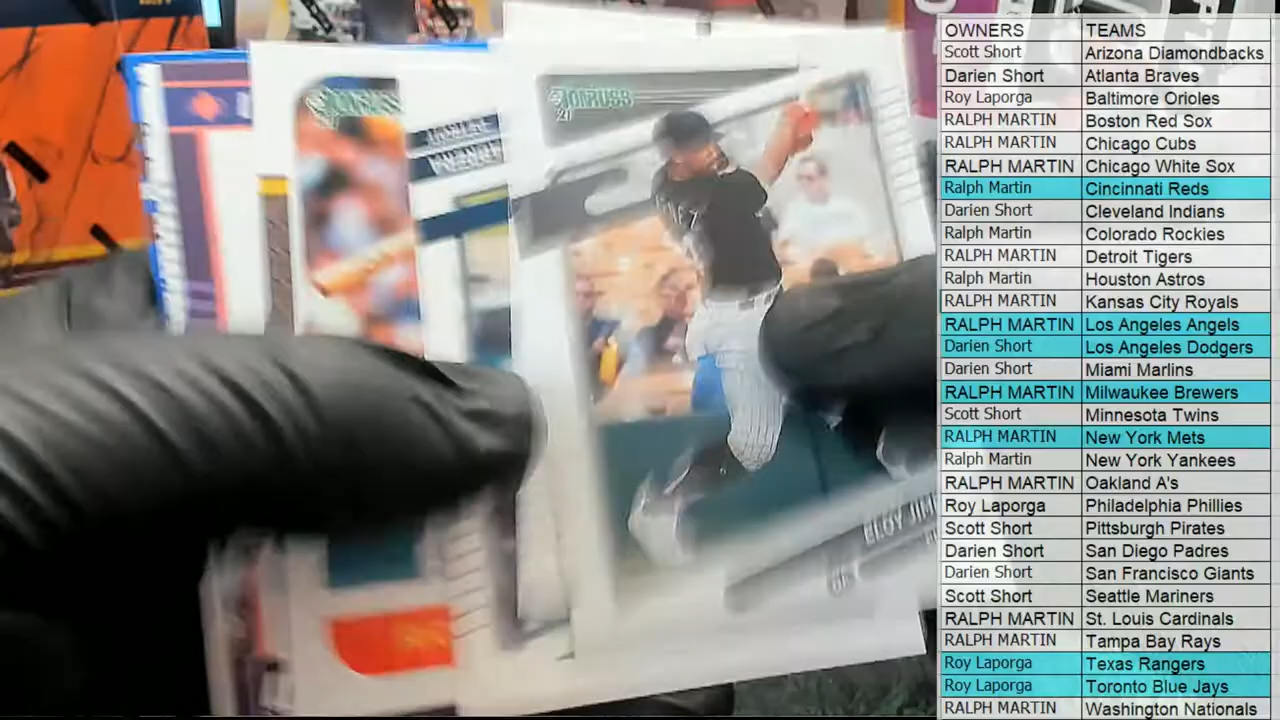 OWNERS TEAMS
Scott Short Arizona Diamondbacks
Darien Short Atlanta Braves
Roy Laporga Baltimore Orioles
RALPH MARTIN Boston Red Sox
RALPH MARTIN Chicago Cubs
RALPH MARTIN Chicago White Sox
Ralph Martin Cincinnati Reds
Darien Short Cleveland Indians
Ralph Martin Colorado Rockies
RALPH MARTIN Detroit Tigers
Ralph Martin Houston Astros
RALPH MARTIN Kansas City Royals
RALPH MARTIN Los Angeles Angels
Darien Short Los Angeles Dodgers
Darien Short Miami Marlins
RALPH MARTIN Milwaukee Brewers
Scott Short Minnesota Twins
RALPH MARTIN New York Mets
Ralph Martin New York Yankees
RALPH MARTIN Oakland A's
Roy Laporga Philadelphia Phillies
Scott Short Pittsburgh Pirates
Darien Short San Diego Padres
Darien Short San Francisco Giants
Scott Short Seattle Mariners
RALPH MARTIN St. Louis Cardinals
RALPH MARTIN Tampa Bay Rays
Roy Laporga Texas Rangers
Roy Laporga Toronto Blue Jays
RALPH MARTIN Washington Nationals
DONRUSS
DONRUSS
21
ELOY JIM